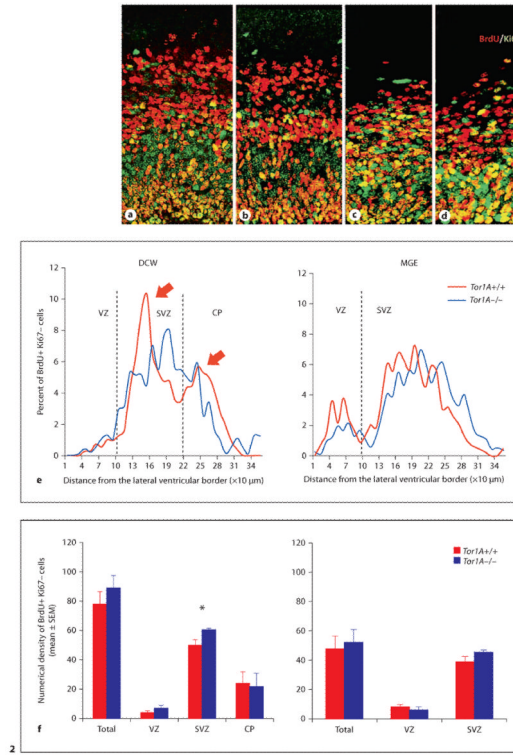 BrdU/Ki6
a b c d
DCW MGE
Tor1A+/+
Tor1A–/–
Percent of BrdU+ Ki67– cells
12
10
8
6
4
2
0
VZ SVZ CP
VZ SVZ
1 4 7 10 13 16 19 22 25 28 31 34
1 4 7 10 13 16 19 22 25 28 31 34
e Distance from the lateral ventricular border (×10 μm) Distance from the lateral ventricular border (×10 μm)
Numerical density of BrdU+ Ki67– cells
(mean ± SEM)
120
100
80
60
40
20
0
*
120
100
80
60
40
20
0
Tor1A+/+
Tor1A–/–
f Total VZ SVZ CP Total VZ SVZ
2